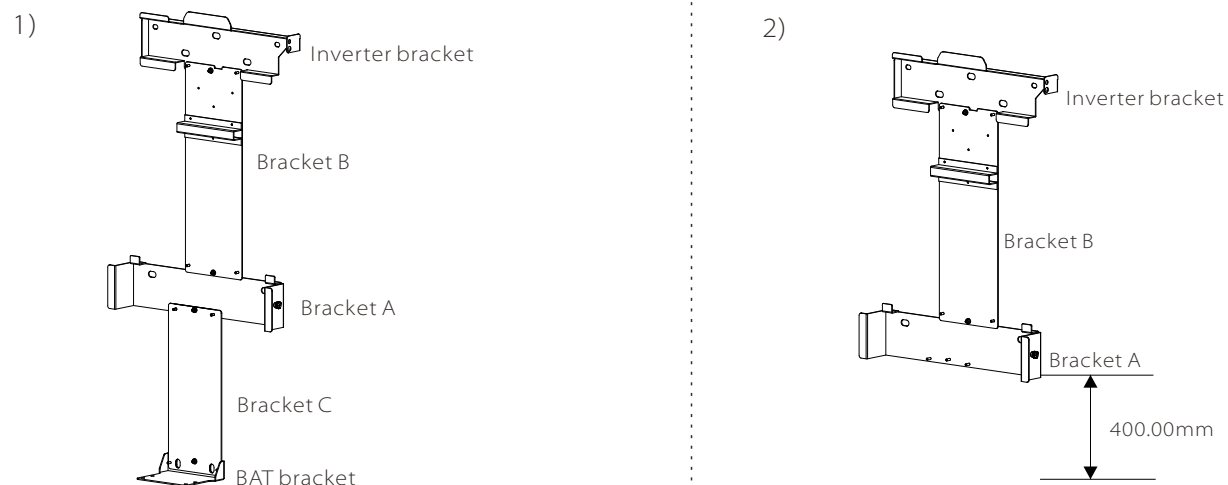 1)
Inverter bracket
Bracket B
Bracket A
Bracket C
BAT bracket
2)
Inverter bracket
Bracket B
Bracket A
400.00mm